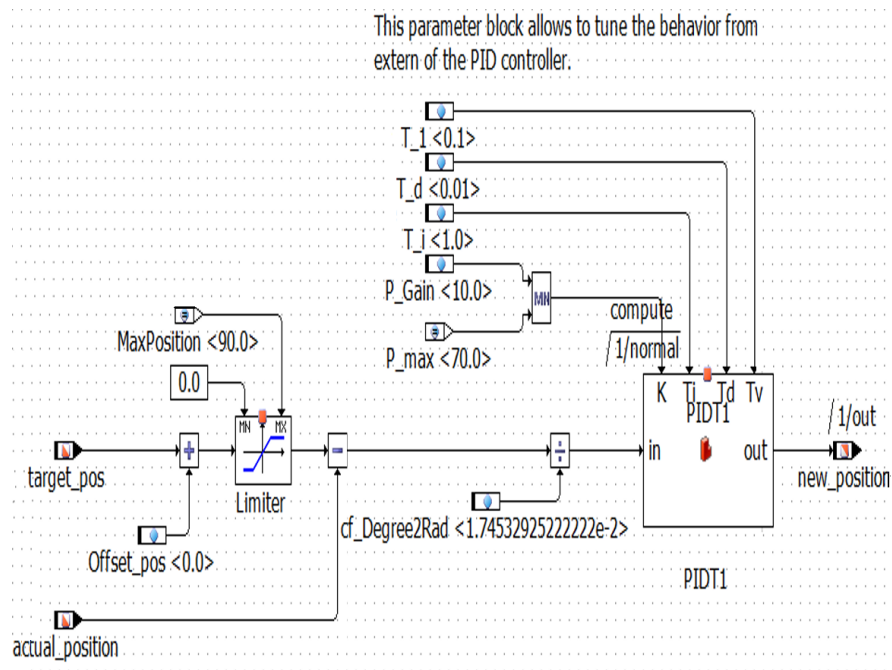 This parameter block allows to tune the behavior from
extern of the PID controller.
T_1 <0.1>
T_d <0.01>
T_i <1.0>
P_Gain <10.0>
MN
P_max <70.0>
compute
/1/normal
MaxPosition <90.0>
0.0
MN MX
Limiter
K Ti Td Tv
PIDT1
in out
/1/out
target_pos
+
-
÷
new_position
Offset_pos <0.0>
cf_Degree2Rad <1.74532925222222e-2>
PIDT1
actual_position